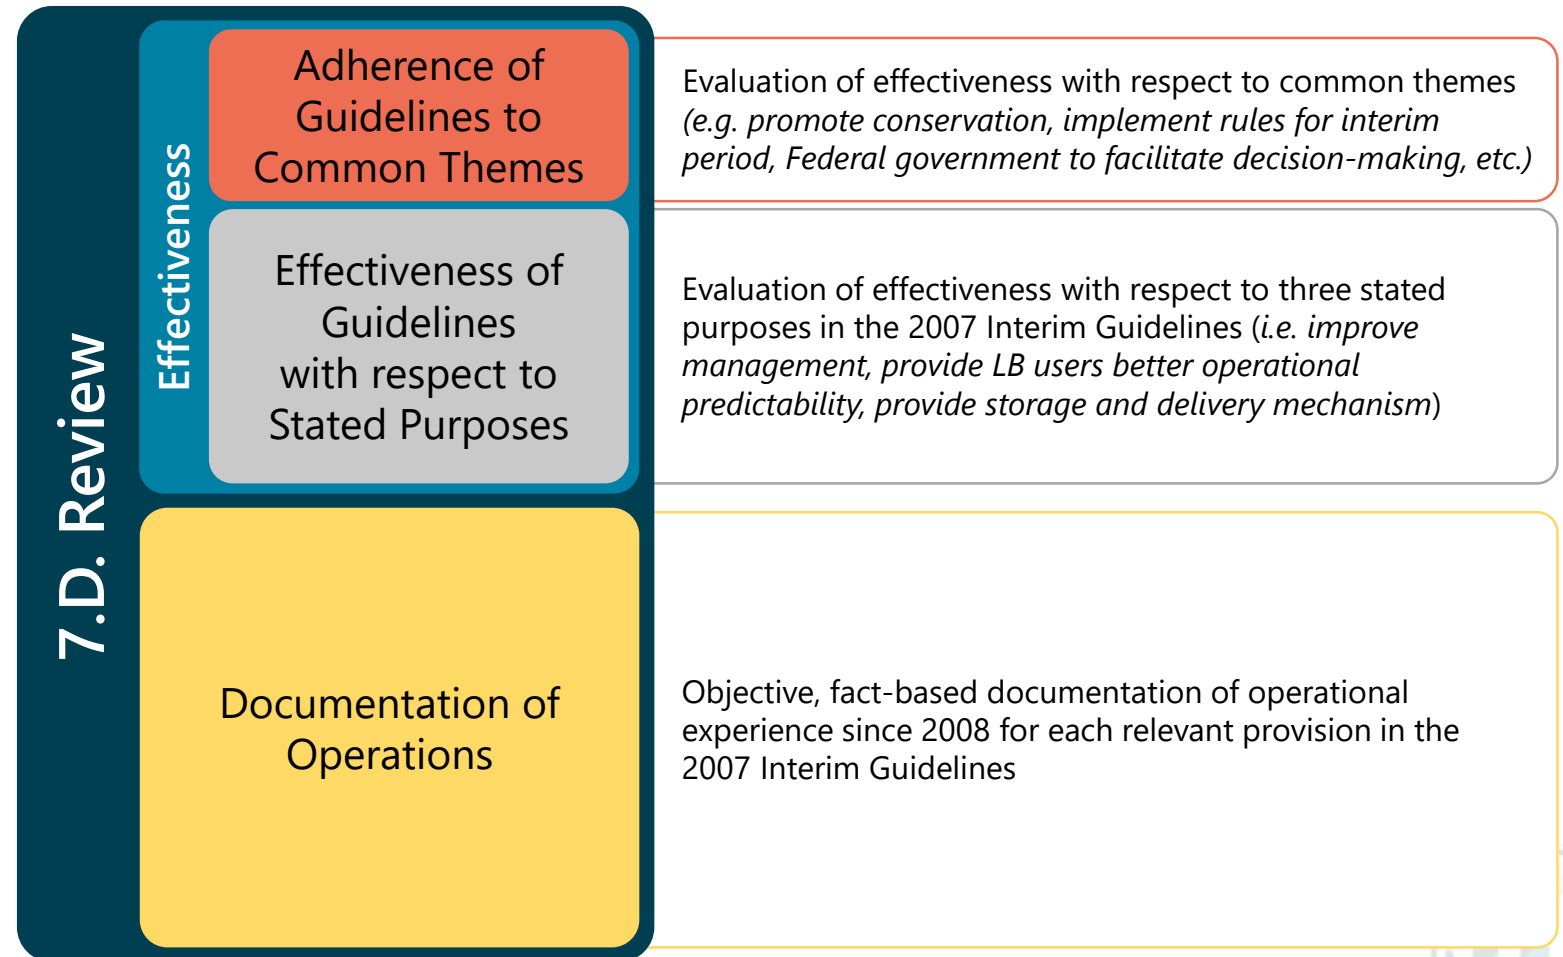 7.D. Review
Effectiveness
Adherence of
Guidelines to
Common Themes
Evaluation of effectiveness with respect to common themes
(e.g. promote conservation, implement rules for interim
period, Federal government to facilitate decision-making, etc.)
Effectiveness of
Guidelines
with respect to
Stated Purposes
Evaluation of effectiveness with respect to three stated
purposes in the 2007 Interim Guidelines (i.e. improve
management, provide LB users better operational
predictability, provide storage and delivery mechanism)
Documentation of
Operations
Objective, fact-based documentation of operational
experience since 2008 for each relevant provision in the
2007 Interim Guidelines